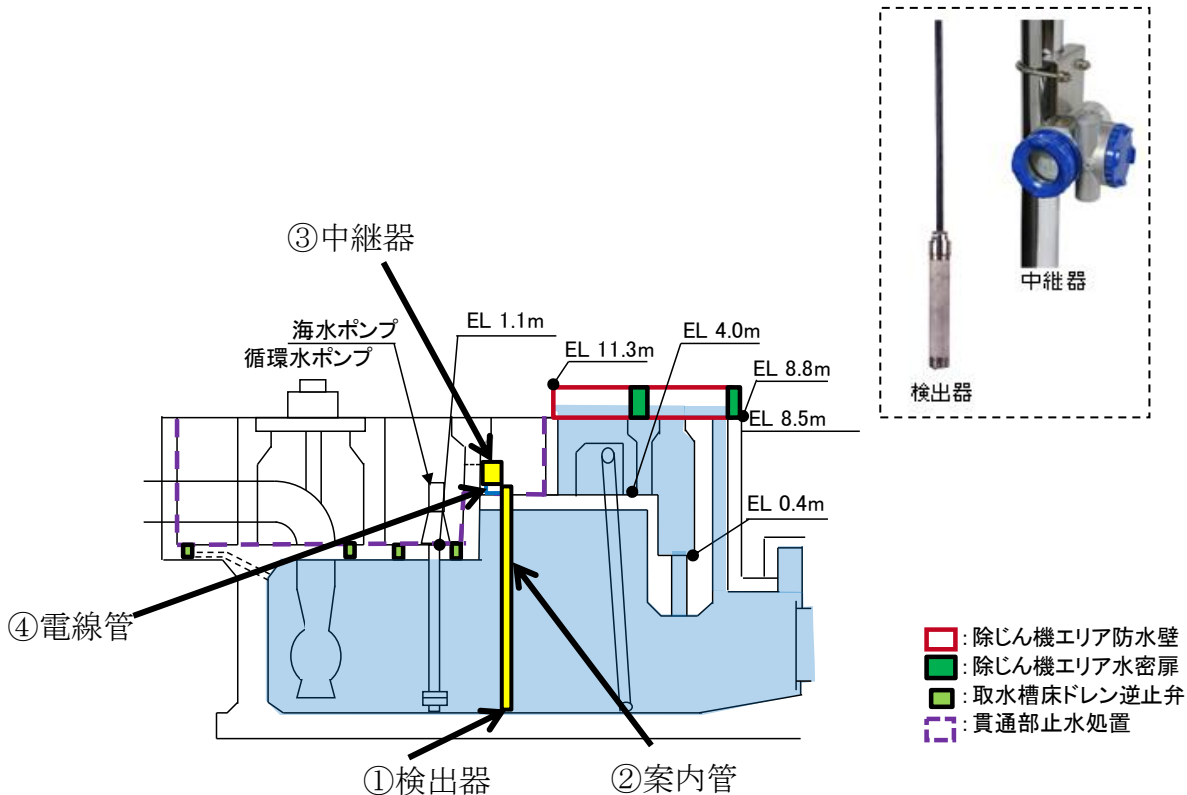 中継器
検出器
③中継器
海水ポンプ
循環水ポンプ
EL 1.1m
EL 11.3m
EL 4.0m
EL 8.8m
EL 8.5m
EL 0.4m
④電線管
①検出器
②案内管
:除じん機エリア防水壁
:除じん機エリア水密扉
:取水槽床ドレン逆止弁
:貫通部止水処置